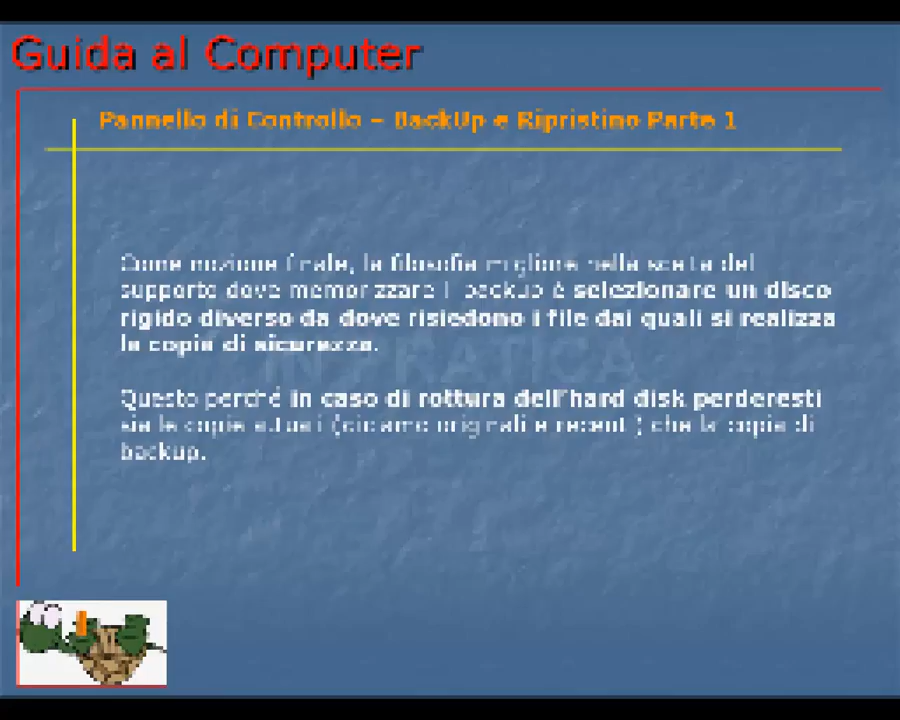 Guida al Computer
Pannello di Controllo – BackUp e Ripristino Parte 1
Come nozione finale, la filosofia migliore nella scelta del
supporto dove memorizzare il backup è selezionare un disco
rigido diverso da dove risiedono i file dai quali si realizza
le copie di sicurezza.
IN PRATICA
Questo perché in caso di rottura dell'hard disk perderesti
sia le copie attuali (diciamo originali e recenti) che la copia di
backup.